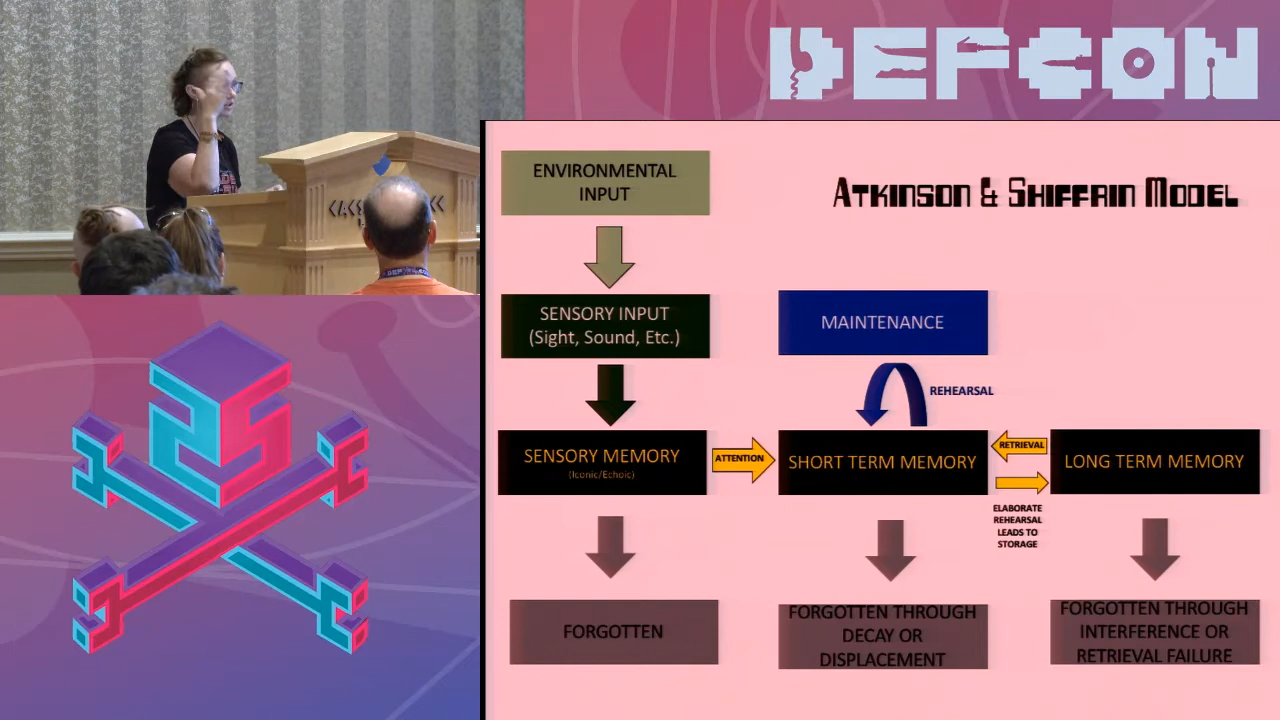 DEFCON
ENVIRONMENTAL
INPUT
ATKINSON & SHIFFRIN MODEL
SENSORY INPUT
(Sight, Sound, Etc.)
MAINTENANCE
REHEARSAL
SENSORY MEMORY
(Iconic/Echoic)
ATTENTION
SHORT TERM MEMORY
RETRIEVAL
LONG TERM MEMORY
ELABORATE
REHEARSAL
LEADS TO
STORAGE
FORGOTTEN
FORGOTTEN THROUGH
DECAY OR
DISPLACEMENT
FORGOTTEN THROUGH
INTERFERENCE OR
RETRIEVAL FAILURE